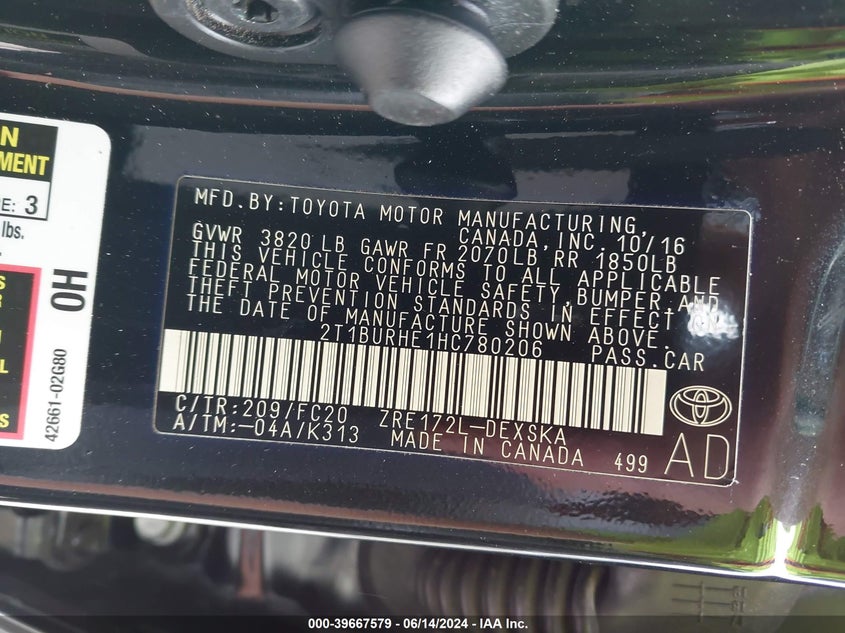 N
MENT
E: 3
lbs.
S
R
N
L
S
OH
42661-02G80
MFD.BY:TOYOTA MOTOR MANUFACTURING,
CANADA,INC. 10/16
GVWR 3820LB GAWR FR 2070LB RR 1850LB
THIS VEHICLE CONFORMS TO ALL APPLICABLE
FEDERAL MOTOR VEHICLE SAFETY,BUMPER,AND
THEFT PREVENTION STANDARDS IN EFFECT ON
THE DATE OF MANUFACTURE SHOWN ABOVE.
2T1BURHE1HC780206 PASS.CAR
C/TR:209/FC20 ZRE172L-DEXSKA
A/TM:-04A/K313 MADE IN CANADA 499 AD
000-39667579 / 06/14/2024 - IAA Inc.